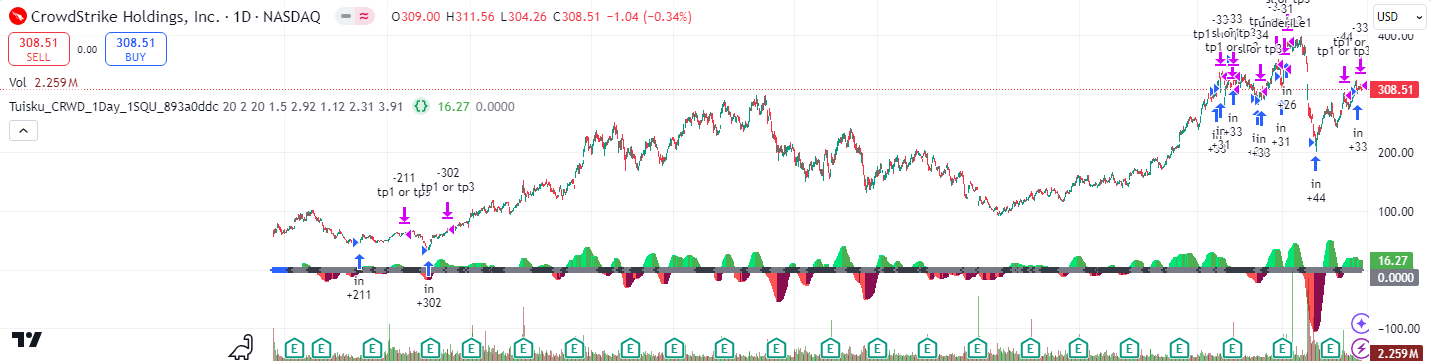 CrowdStrike Holdings, Inc. · 1D · NASDAQ O309.00 H311.56 L304.26 C308.51 −1.04 (−0.34%)
308.51 SELL 0.00 308.51 BUY
Vol 2.259M
Tuisku_CRWD_1Day_1SQU_893a0ddc 20 2 20 1.5 2.92 1.12 2.31 3.91 {} 16.27 0.0000
USD
400.00
308.51
200.00
100.00
16.27
0.0000
−100.00
2.259M
-211
-302
tp1 or tp3
in
+211
in
+302
-44
-33
tp1 or tp3
in
+33
in
+26
in
+31
in
+44
in
+33
E E E E E E E E E E E E E E E E E E E E E E